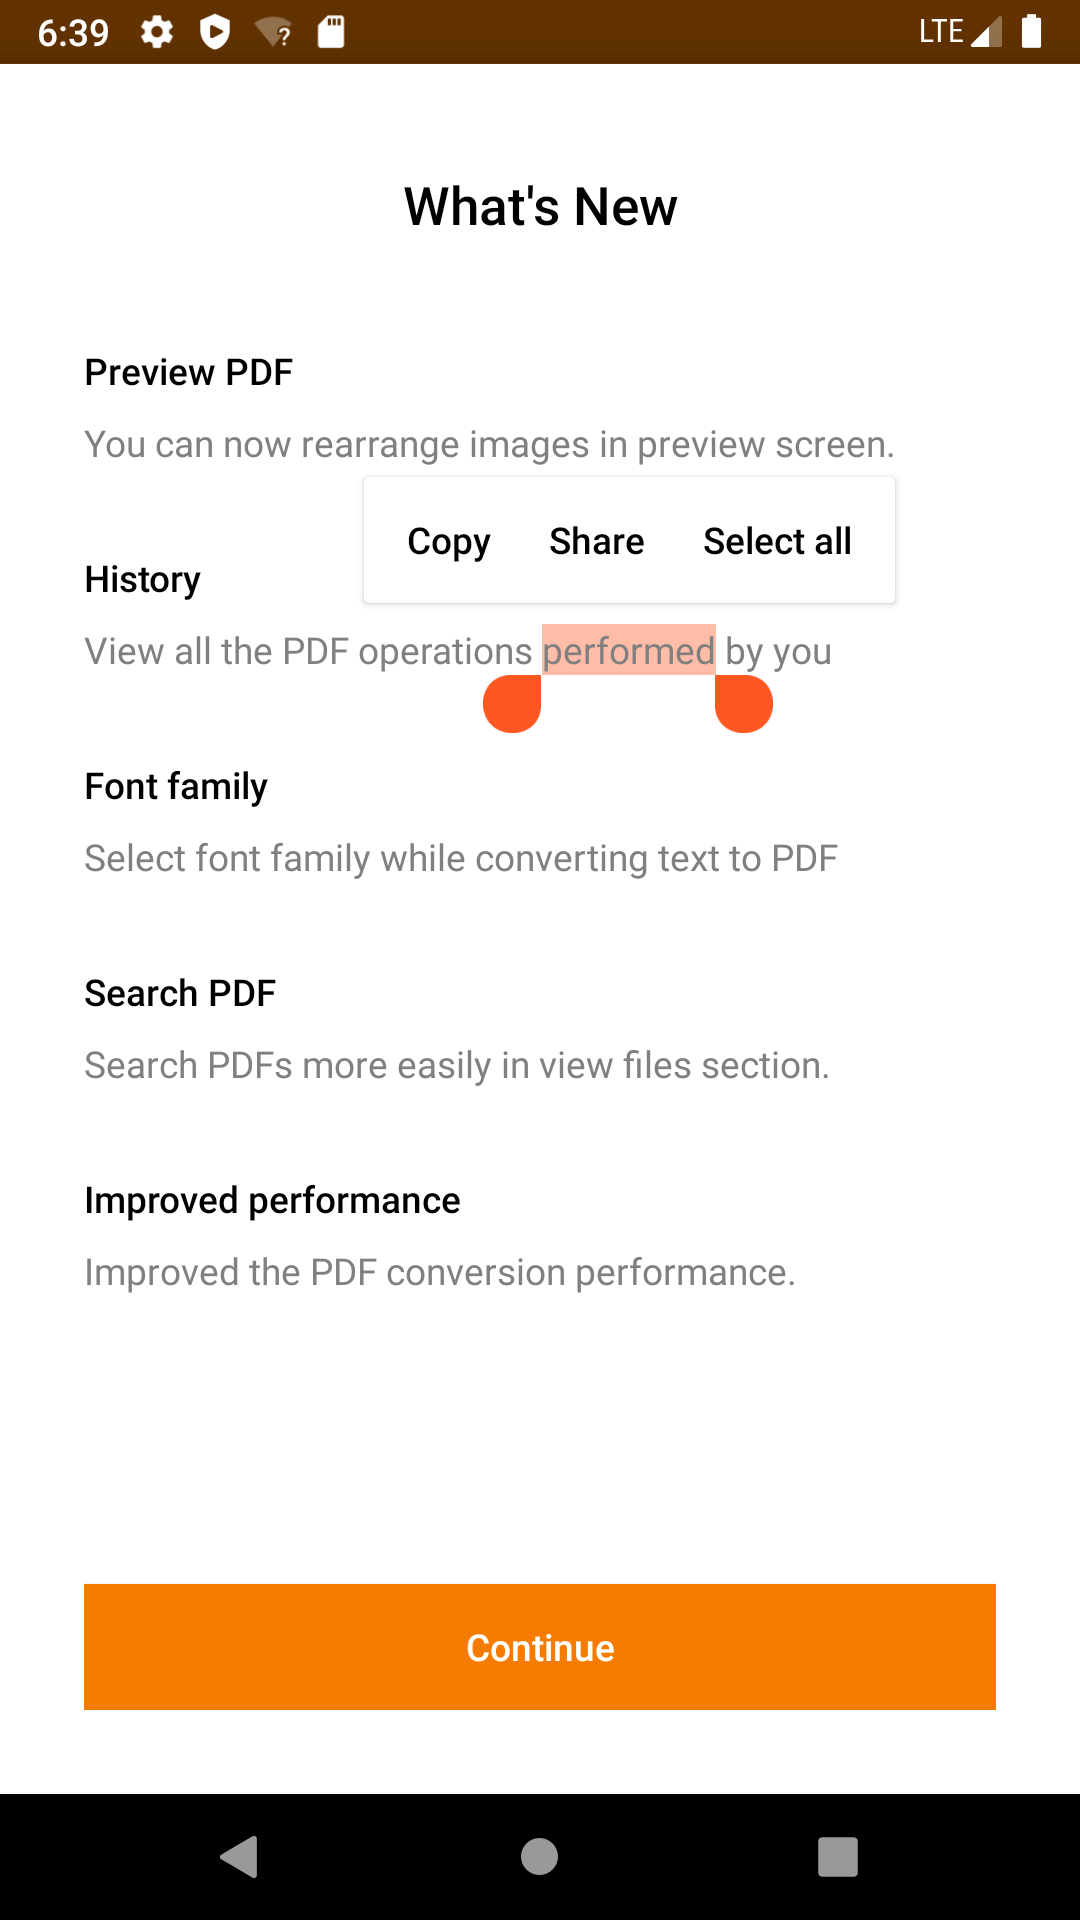 6:39
LTE
What's New
Preview PDF
You can now rearrange images in preview screen.
Copy Share Select all
History
View all the PDF operations performed by you
Font family
Select font family while converting text to PDF
Search PDF
Search PDFs more easily in view files section.
Improved performance
Improved the PDF conversion performance.
Continue